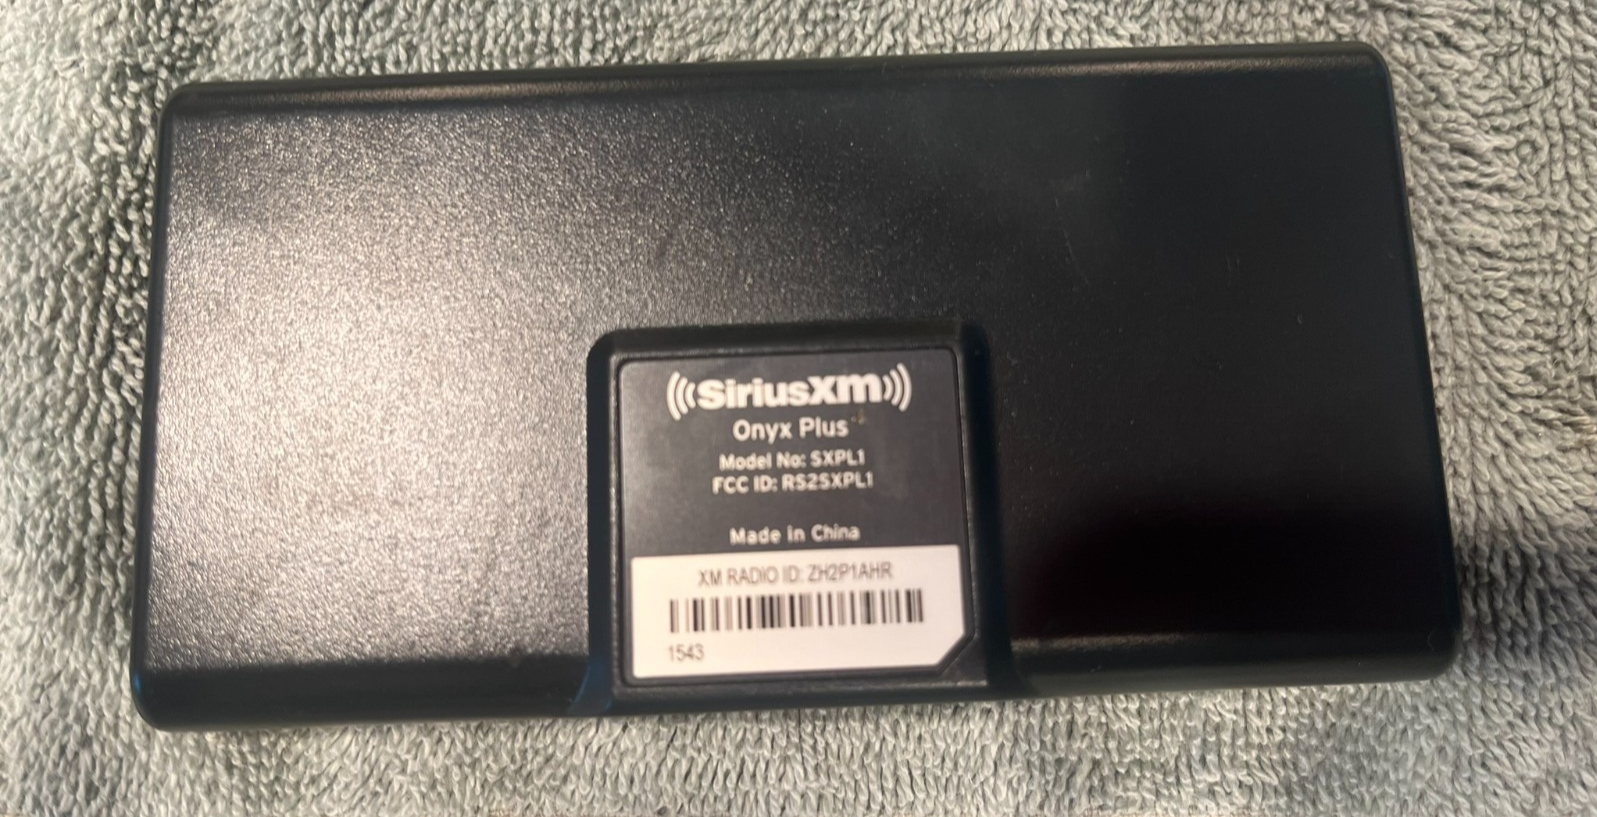 SiriusXM
Onyx Plus
Model No: SXPL1
FCC ID: RS2SXPL1
Made in China
XM RADIO ID: ZH2P1AHR
1543